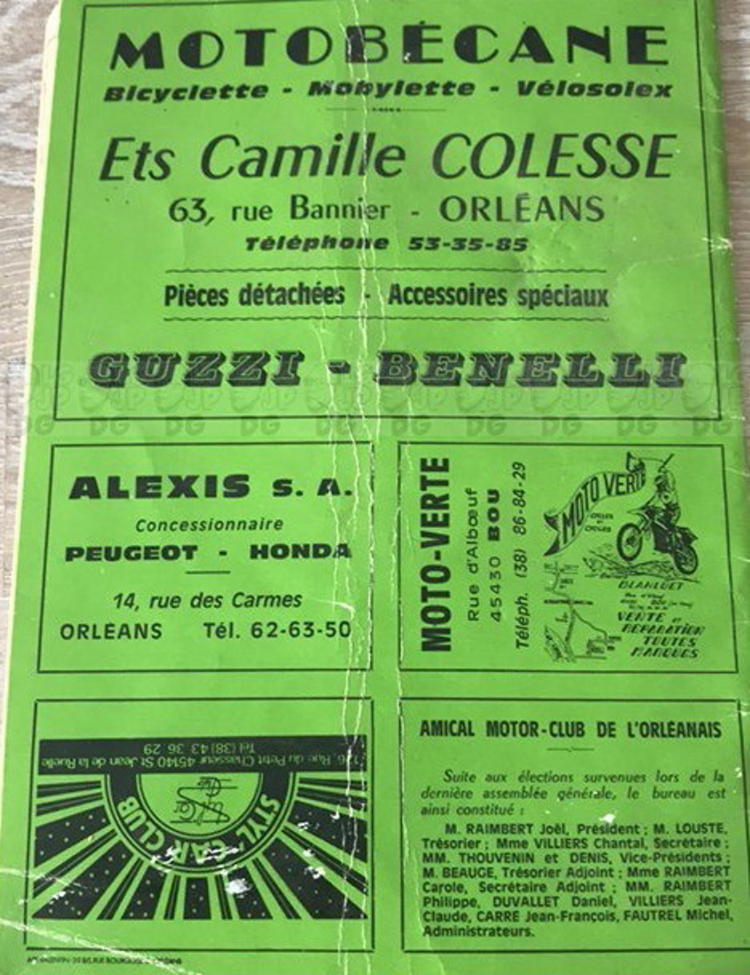 MOTOBÉCANE
Bicyclette - Mobylette - Vélosolex
Ets Camille COLESSE
63, rue Bannier - ORLÉANS
Téléphone 53-35-85
Pièces détachées - Accessoires spéciaux
GUZZI - BENELLI
ALEXIS S. A.
Concessionnaire
PEUGEOT - HONDA
14, rue des Carmes
ORLÉANS Tél. 62-63-50
MOTO-VERTE
Rue d'Albœuf
45430 BOU
Téléph. (38) 86-84-29
MOTO VERTE
CYCLES
CYCLES
BLANLUET
VENTE et
REPARATION
TOUTES
MARQUES
STYL' CLUB
Rue du Petit Chasseur 45140 St Jean de la Ruelle
Tél (38) 43 36 29
AMICAL MOTOR-CLUB DE L'ORLÉANAIS
Suite aux élections survenues lors de la
dernière assemblée générale, le bureau est
ainsi constitué :
M. RAIMBERT Joël, Président ; M. LOUSTE,
Trésorier ; Mme VILLIERS Chantal, Secrétaire ;
MM. THOUVENIN et DENIS, Vice-Présidents ;
M. BEAUGE, Trésorier Adjoint ; Mme RAIMBERT
Carole, Secrétaire Adjoint ; MM. RAIMBERT
Philippe, DUVALLET Daniel, VILLIERS Jean-
Claude, CARRE Jean-François, FAUTREL Michel,
Administrateurs.